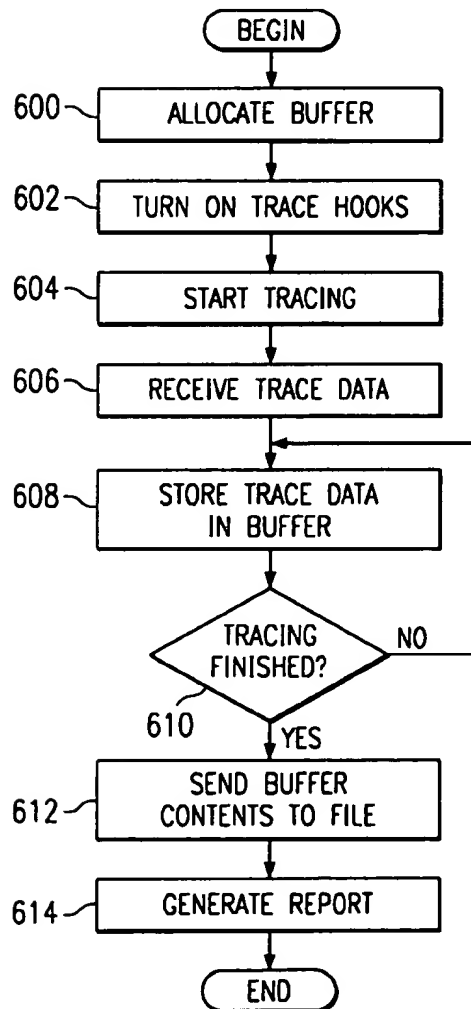 BEGIN
600
ALLOCATE BUFFER
602
TURN ON TRACE HOOKS
604
START TRACING
606
RECEIVE TRACE DATA
608
STORE TRACE DATA
IN BUFFER
TRACING
FINISHED?
NO
610
YES
612
SEND BUFFER
CONTENTS TO FILE
614
GENERATE REPORT
END